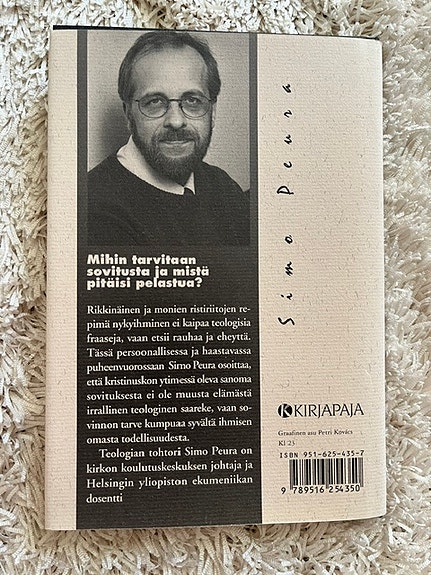 Simo Peura
Mihin tarvitaan
sovitusta ja mistä
pitäisi pelastua?
Rikkinäinen ja monien ristiriitojen re-
pimä nykyihminen ei kaipaa teologisia
fraaseja, vaan etsii rauhaa ja eheyttä.
Tässä persoonallisessa ja haastavassa
puheenvuorossaan Simo Peura osoittaa,
että kristinuskon ytimessä oleva sanoma
sovituksesta ei ole muusta elämästä
irrallinen teologinen saareke, vaan so-
vinnon tarve kumpuaa syvältä ihmisen
omasta todellisuudesta.
Teologian tohtori Simo Peura on
kirkon koulutuskeskuksen johtaja ja
Helsingin yliopiston ekumeniikan
dosentti
KIRJAPAJA
Graafinen asu Petri Kovács
Kl 23
ISBN 951-625-435-7
9 789516 254350